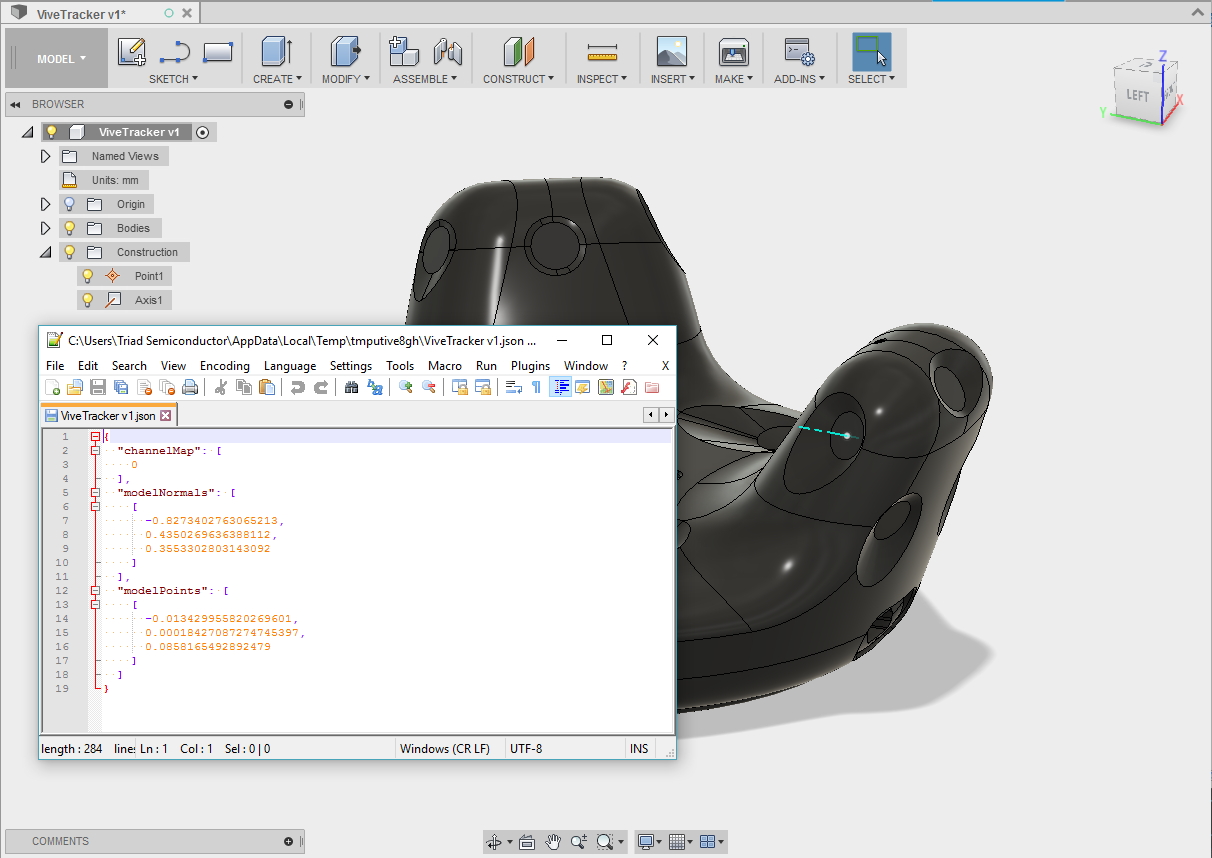 ViveTracker v1*
MODEL
SKETCH
CREATE
MODIFY
ASSEMBLE
CONSTRUCT
INSPECT
INSERT
MAKE
ADD-INS
SELECT
Z
LEFT
X
Y
BROWSER
ViveTracker v1
Named Views
Units: mm
Origin
Bodies
Construction
Point1
Axis1
C:\Users\Triad Semiconductor\AppData\Local\Temp\tmputive8gh\ViveTracker v1.json ...
File Edit Search View Encoding Language Settings Tools Macro Run Plugins Window ? X
ViveTracker v1.json
1 {
2 "channelMap": [
3 0
4 ],
5 "modelNormals": [
6 [
7 -0.8273402763065213,
8 0.4350269636388112,
9 0.3553302803143092
10 ]
11 ],
12 "modelPoints": [
13 [
14 -0.013429955820269601,
15 0.00018427087274745397,
16 0.0858165492892479
17 ]
18 ]
19 }
length : 284 line: Ln : 1 Col : 1 Sel : 0 | 0 Windows (CR LF) UTF-8 INS
COMMENTS